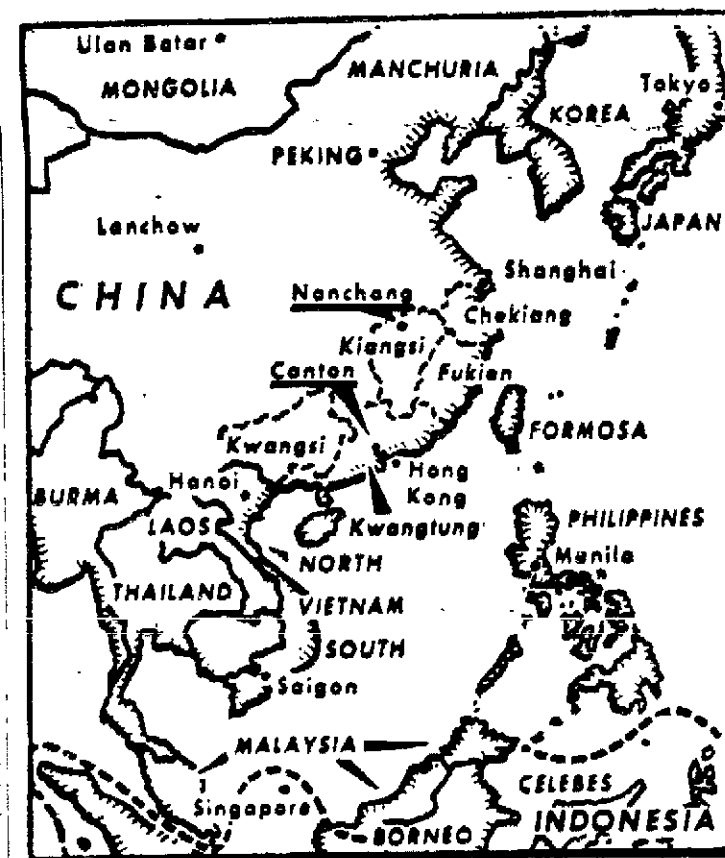 Ulan Batar
MONGOLIA
MANCHURIA
Tokyo
KOREA
PEKING
JAPAN
Lanchow
CHINA
Shanghai
Nanchang
Chekiang
Kiangsi
Canton
Fukien
FORMOSA
Kwangsi
Hanoi
Hong
Kong
BURMA
LAOS
Kwangtung
PHILIPPINES
NORTH
Manila
THAILAND
VIETNAM
SOUTH
Saigon
MALAYSIA
Singapore
CELEBES
BORNEO
INDONESIA